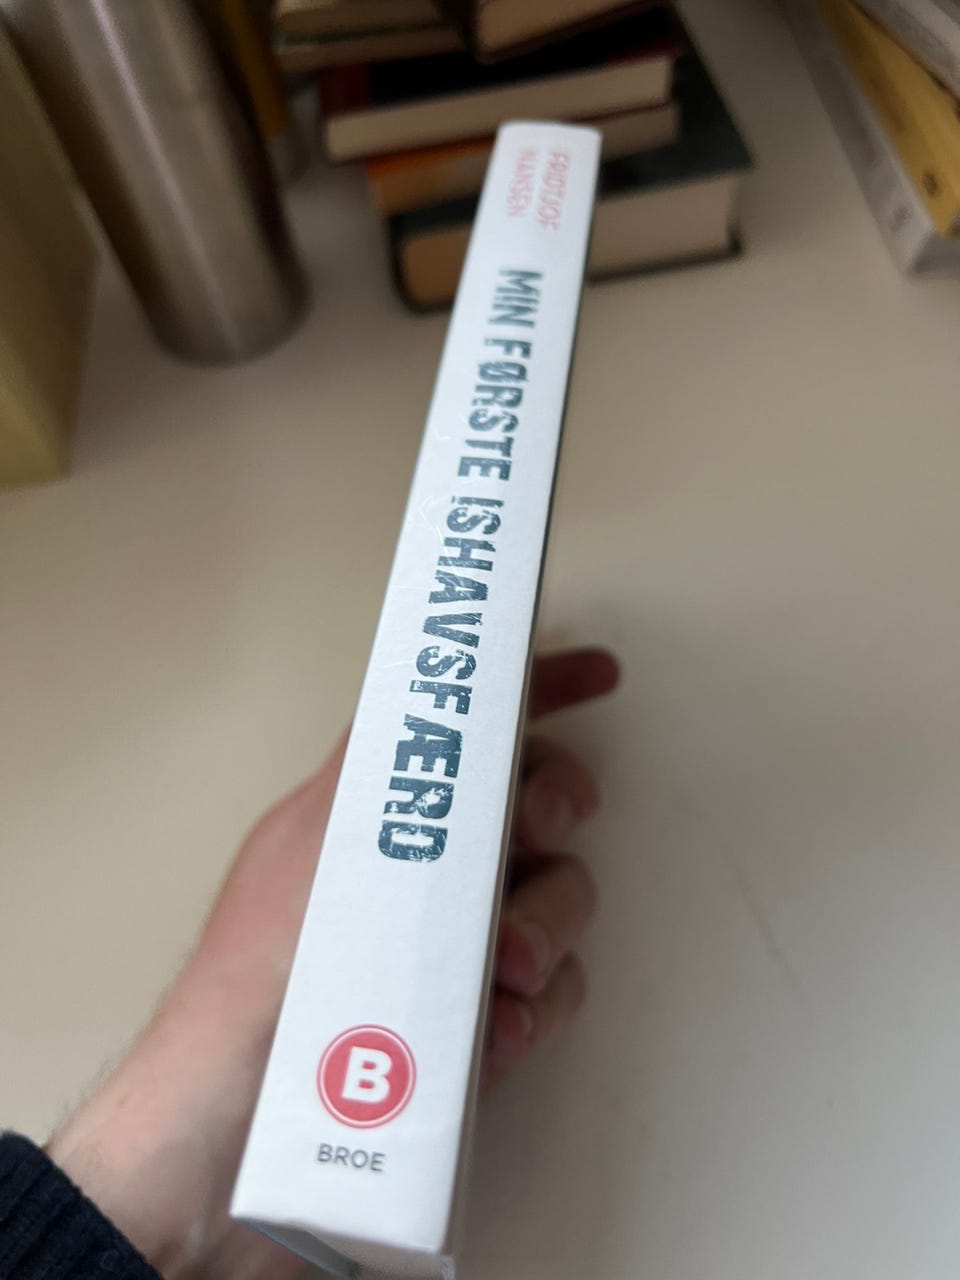 FRIDTJOF
NANSEN
MIN FØRSTE ISHAVSFÆRD
B
BROE